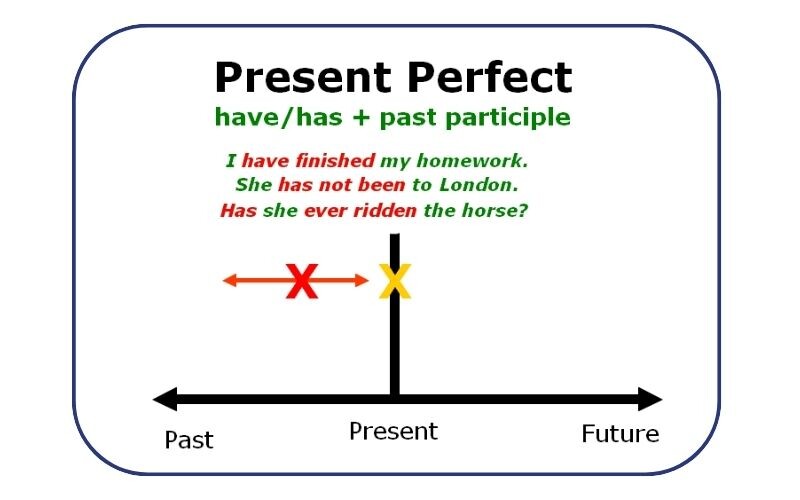 Present Perfect
have/has + past participle
I have finished my homework.
She has not been to London.
Has she ever ridden the horse?
X X
Past Present Future